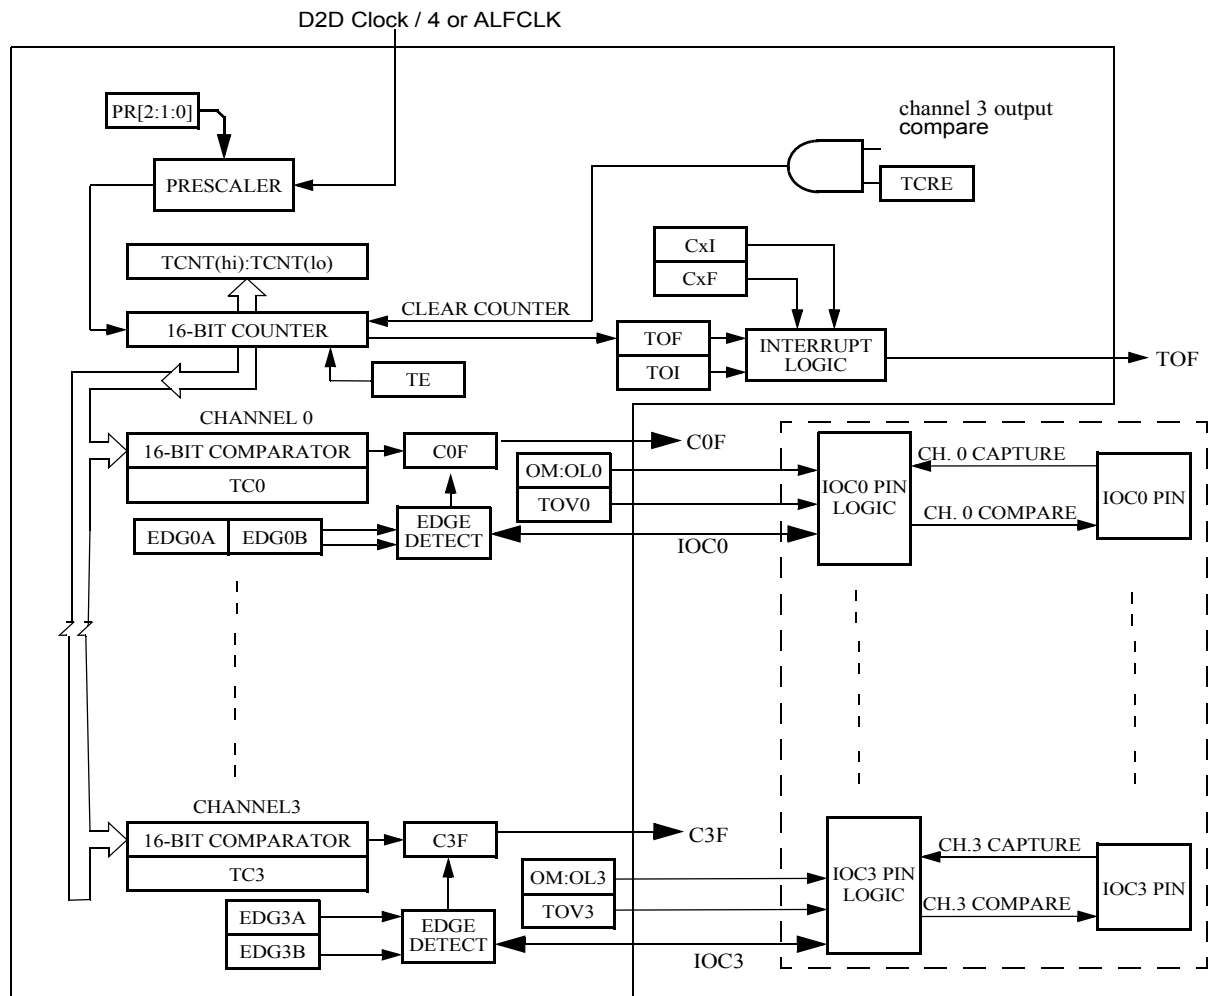 D2D Clock / 4 or ALFCLK
PR[2:1:0]
channel 3 output
compare
PRESCALER
TCRE
CxI
TCNT(hi):TCNT(lo)
CxF
CLEAR COUNTER
16-BIT COUNTER
TOF
INTERRUPT
LOGIC
TOF
TOI
TE
CHANNEL 0
16-BIT COMPARATOR
C0F
C0F
TC0
OM:OL0
TOV0
IOC0 PIN
LOGIC
CH. 0 CAPTURE
IOC0 PIN
CH. 0 COMPARE
EDG0A
EDG0B
EDGE
DETECT
IOC0
CHANNEL3
16-BIT COMPARATOR
C3F
C3F
TC3
OM:OL3
TOV3
IOC3 PIN
LOGIC
CH.3 CAPTURE
IOC3 PIN
CH.3 COMPARE
EDG3A
EDG3B
EDGE
DETECT
IOC3